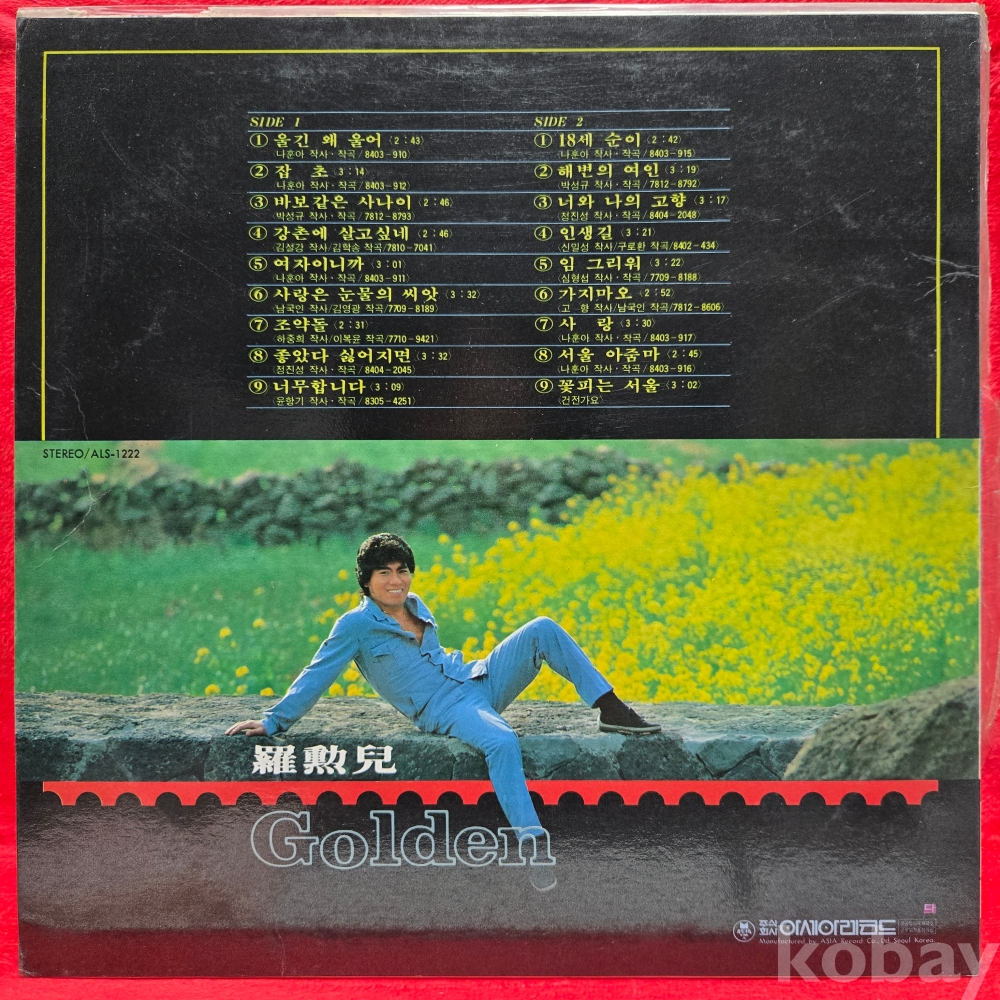 SIDE 1
① 울긴 왜 울어 (2:43)
(나훈아 작사·작곡/8403-910)
② 잡 초 (3:14)
(나훈아 작사·작곡/8403-912)
③ 바보같은 사나이 (2:46)
(박성규 작사·작곡/7812-8793)
④ 강촌에 살고싶네 (2:46)
(김설강 작사/김학송 작곡/7810-7041)
⑤ 여자이니까 (3:01)
(나훈아 작사·작곡/8403-911)
⑥ 사랑은 눈물의 씨앗 (3:32)
(남국인 작사/김영광 작곡/7709-8189)
⑦ 조약돌 (2:31)
(하중희 작사/이복윤 작곡/7710-9421)
⑧ 좋았다 싫어지면 (3:32)
(정진성 작사·작곡/8404-2045)
⑨ 너무합니다 (3:09)
(윤항기 작사·작곡/8305-4251)
SIDE 2
① 18세 순이 (2:42)
(나훈아 작사·작곡/8403-915)
② 해변의 여인 (3:19)
(박성규 작사·작곡/7812-8792)
③ 너와 나의 고향 (3:17)
(정진성 작사·작곡/8404-2048)
④ 인생길 (3:21)
(신일성 작사/구로환 작곡/8402-434)
⑤ 임 그리워 (3:22)
(심형섭 작사·작곡/7709-8188)
⑥ 가지마오 (2:52)
(고 향 작사/남국인 작곡/7812-8606)
⑦ 사 랑 (3:30)
(나훈아 작사·작곡/8403-917)
⑧ 서울 아줌마 (2:45)
(나훈아 작사·작곡/8403-916)
⑨ 꽃피는 서울 (3:02)
(건전가요)
STEREO/ALS-1222
羅勲兒
Golden
주식회사 아세아레코드
Manufactured by ASIA Record Co., Ltd Seoul Korea.
kobay